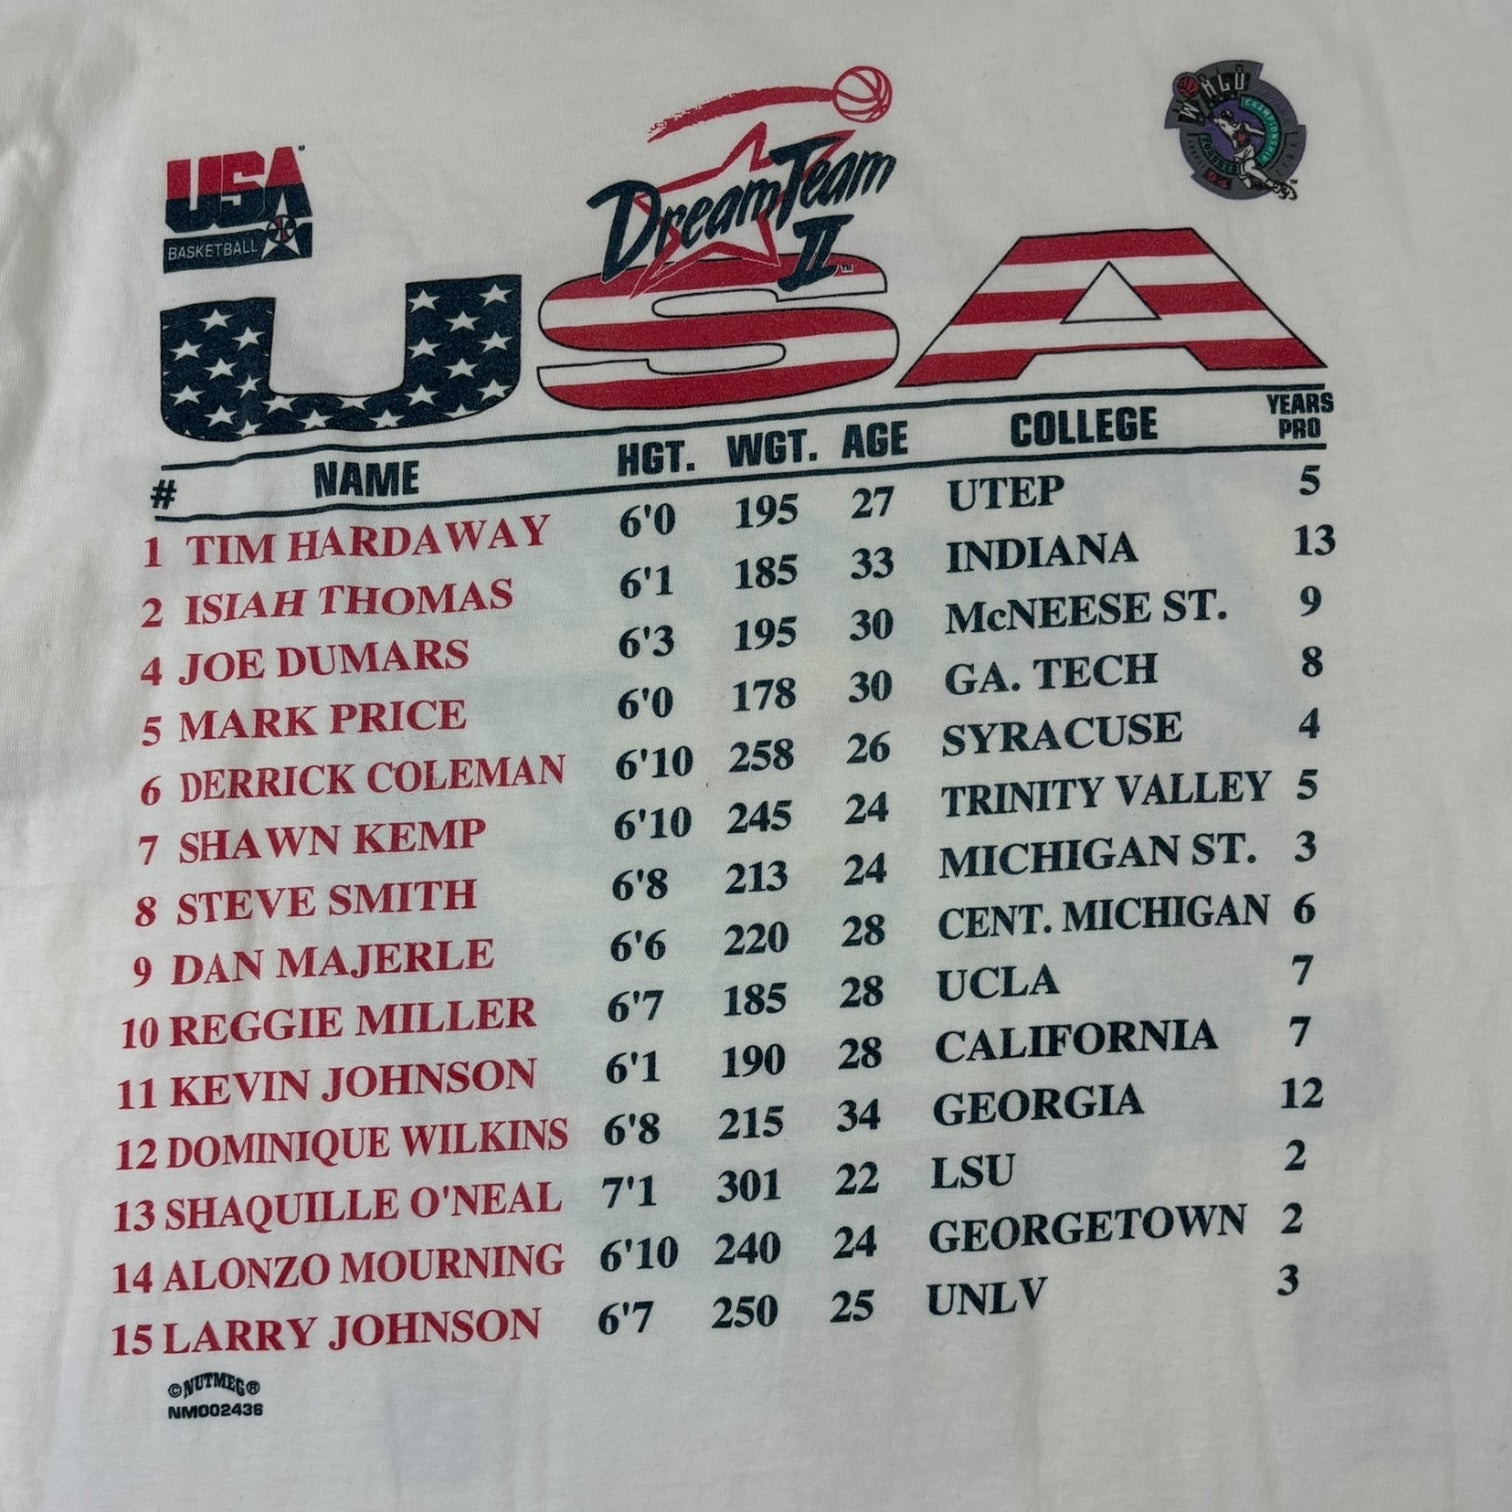 USA
BASKETBALL
Dream Team
II
TM
WORLD
CHAMPIONSHIP
TORONTO
94
USA
# NAME HGT. WGT. AGE COLLEGE YEARS PRO
1 TIM HARDAWAY 6'0 195 27 UTEP 5
2 ISIAH THOMAS 6'1 185 33 INDIANA 13
4 JOE DUMARS 6'3 195 30 McNEESE ST. 9
5 MARK PRICE 6'0 178 30 GA. TECH 8
6 DERRICK COLEMAN 6'10 258 26 SYRACUSE 4
7 SHAWN KEMP 6'10 245 24 TRINITY VALLEY 5
8 STEVE SMITH 6'8 213 24 MICHIGAN ST. 3
9 DAN MAJERLE 6'6 220 28 CENT. MICHIGAN 6
10 REGGIE MILLER 6'7 185 28 UCLA 7
11 KEVIN JOHNSON 6'1 190 28 CALIFORNIA 7
12 DOMINIQUE WILKINS 6'8 215 34 GEORGIA 12
13 SHAQUILLE O'NEAL 7'1 301 22 LSU 2
14 ALONZO MOURNING 6'10 240 24 GEORGETOWN 2
15 LARRY JOHNSON 6'7 250 25 UNLV 3
©NUTMEG®
NM002436